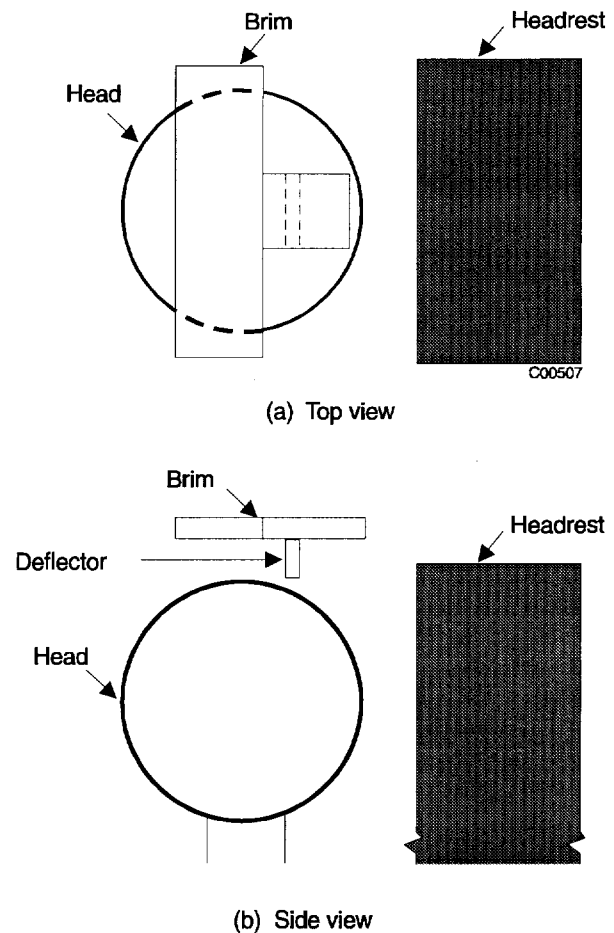 Brim
Headrest
Head
C00507
(a) Top view
Brim
Headrest
Deflector
Head
(b) Side view